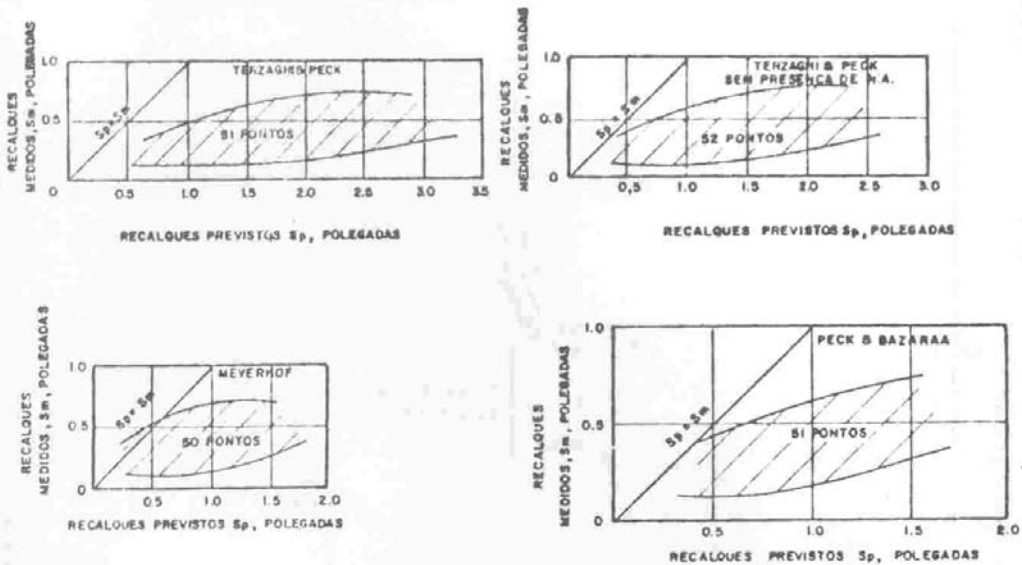 RECALQUES
MEDIDOS, Sm, POLEGADAS
1.0
0.5
0
TERZAGHI & PECK
Sp = Sm
51 PONTOS
0.5
1.0
1.5
2.0
2.5
3.0
3.5
RECALQUES PREVISTOS Sp, POLEGADAS
RECALQUES
MEDIDOS, Sm, POLEGADAS
1.0
0.5
0
TERZAGHI & PECK
SEM PRESENÇA DE N.A.
Sp = Sm
52 PONTOS
0,5
1.0
1.5
2.0
2.5
3.0
RECALQUES PREVISTOS Sp, POLEGADAS
RECALQUES
MEDIDOS, Sm, POLEGADAS
1.0
0.5
0
MEYERHOF
Sp = Sm
50 PONTOS
0.5
1.0
1.5
2.0
RECALQUES PREVISTOS Sp, POLEGADAS
RECALQUES
MEDIDOS, Sm, POLEGADAS
1.0
0.5
0
PECK & BAZARAA
Sp = Sm
51 PONTOS
0.5
1.0
1.5
2.0
RECALQUES PREVISTOS Sp, POLEGADAS